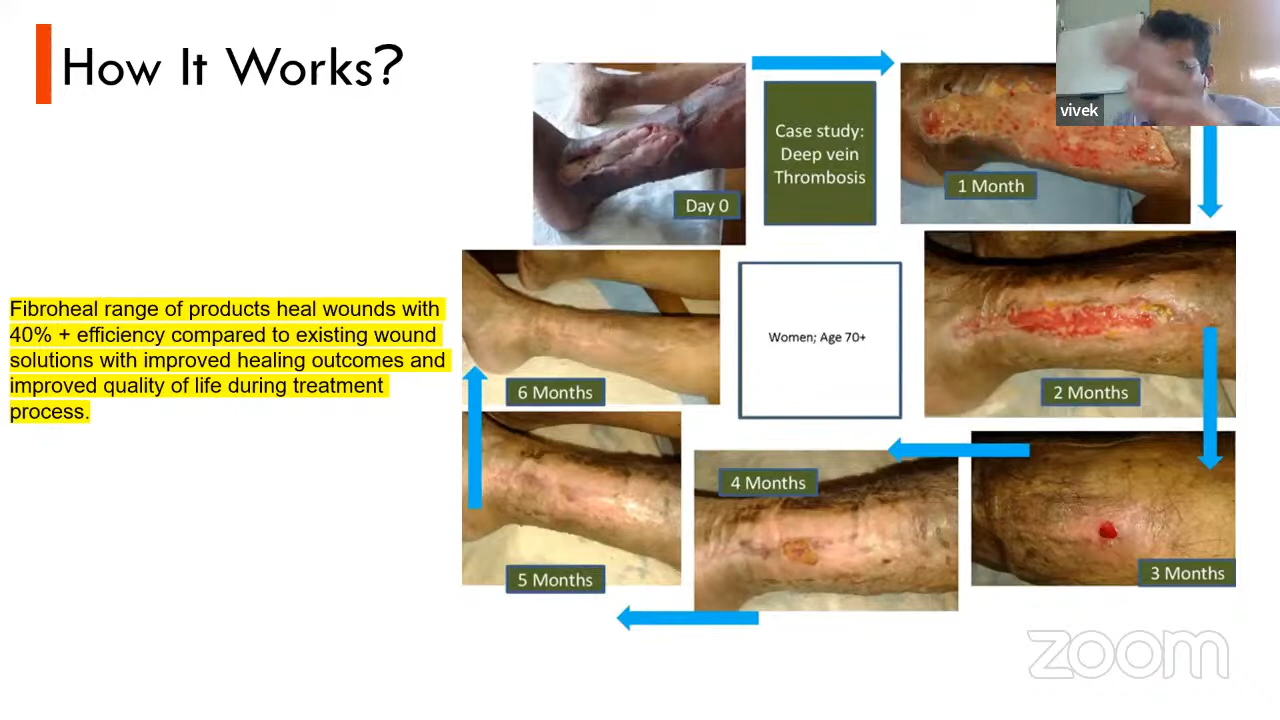 How It Works?
Fibroheal range of products heal wounds with
40% + efficiency compared to existing wound
solutions with improved healing outcomes and
improved quality of life during treatment
process.
Day 0
Case study:
Deep vein
Thrombosis
1 Month
vivek
Women; Age 70+
2 Months
3 Months
4 Months
5 Months
6 Months
zoom